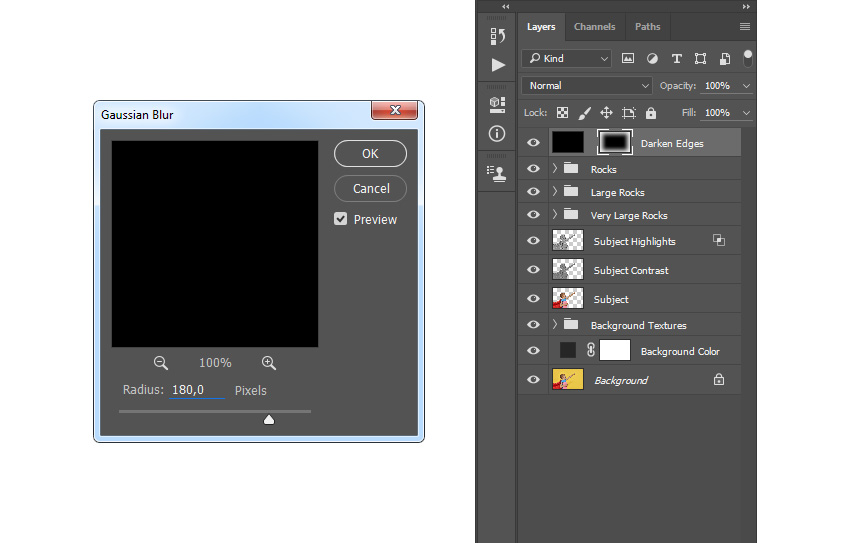 Gaussian Blur
OK
Cancel
Preview
100%
Radius: 180,0 Pixels
Layers Channels Paths
Kind
Normal Opacity: 100%
Lock: Fill: 100%
Darken Edges
Rocks
Large Rocks
Very Large Rocks
Subject Highlights
Subject Contrast
Subject
Background Textures
Background Color
Background